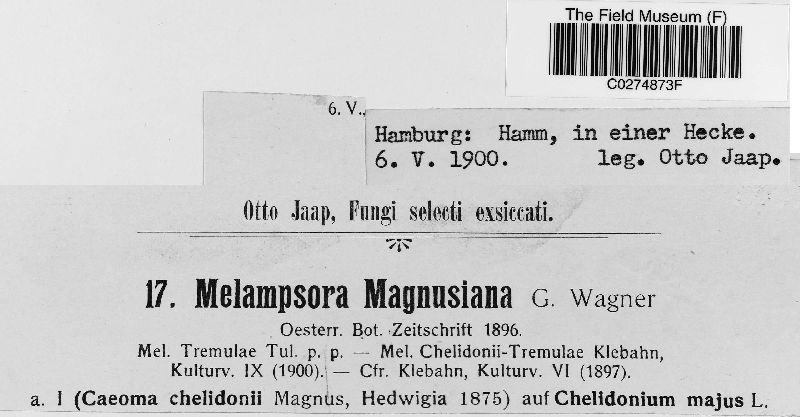 The Field Museum (F)
C0274873F
6. V.,
Hamburg: Hamm, in einer Hecke.
6. V. 1900. leg. Otto Jaap.
Otto Jaap, Fungi selecti exsiccati.
17. Melampsora Magnusiana G. Wagner
Oesterr. Bot. Zeitschrift 1896.
Mel. Tremulae Tul. p. p. — Mel. Chelidonii-Tremulae Klebahn,
Kulturv. IX (1900). — Cfr. Klebahn, Kulturv. VI (1897).
a. I (Caeoma chelidonii Magnus, Hedwigia 1875) auf Chelidonium majus L.